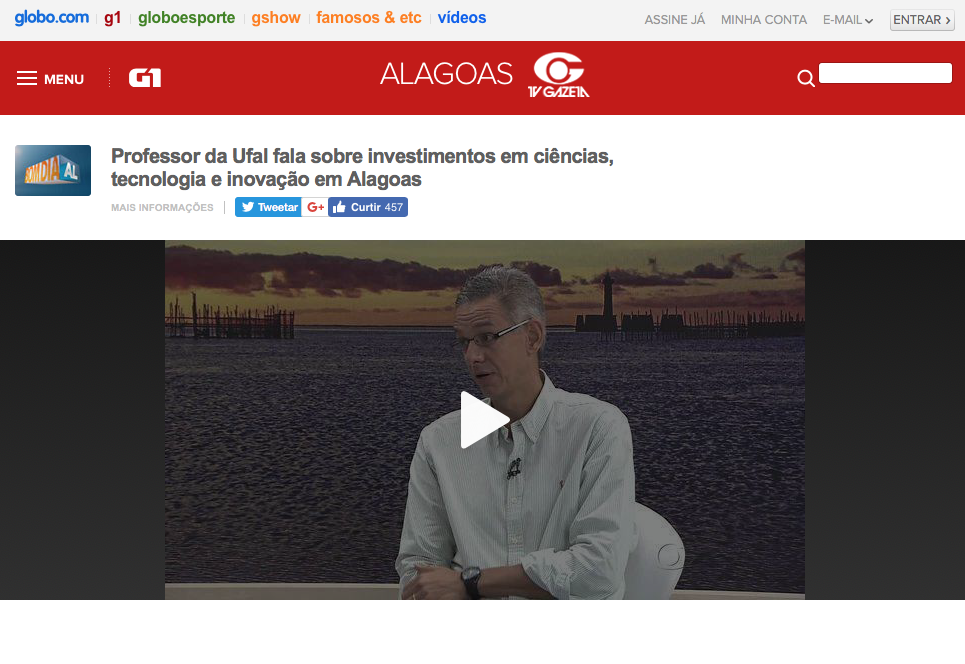 globo.com g1 globoesporte gshow famosos & etc vídeos ASSINE JÁ MINHA CONTA E-MAIL ENTRAR ›
MENU G1 ALAGOAS TV GAZETA
BOM DIA AL
Professor da Ufal fala sobre investimentos em ciências,
tecnologia e inovação em Alagoas
MAIS INFORMAÇÕES Tweetar G+ Curtir 457